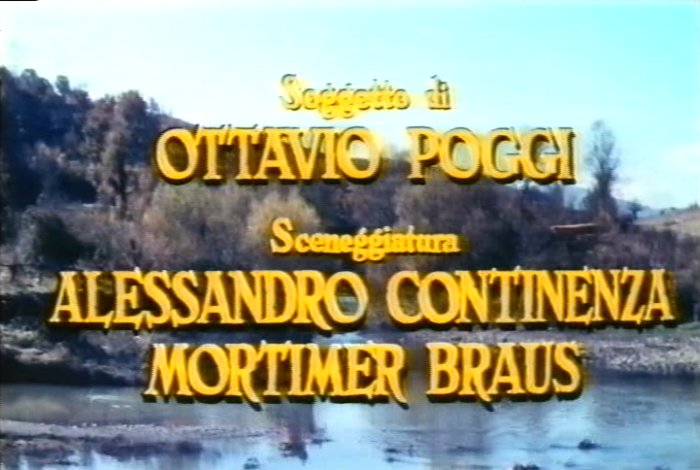 Soggetto di
OTTAVIO POGGI
Sceneggiatura
ALESSANDRO CONTINENZA
MORTIMER BRAUS